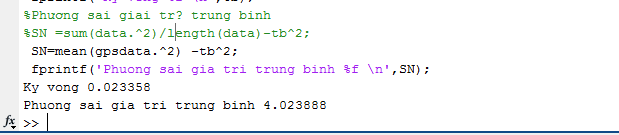 %Phương sai giai tr? trung binh
%SN =sum(data.^2)/length(data)-tb^2;
SN=mean(gpsdata.^2) -tb^2;
fprintf('Phuong sai gia tri trung binh %f \n',SN);
Ky vong 0.023358
Phuong sai gia tri trung binh 4.023888
fx >>